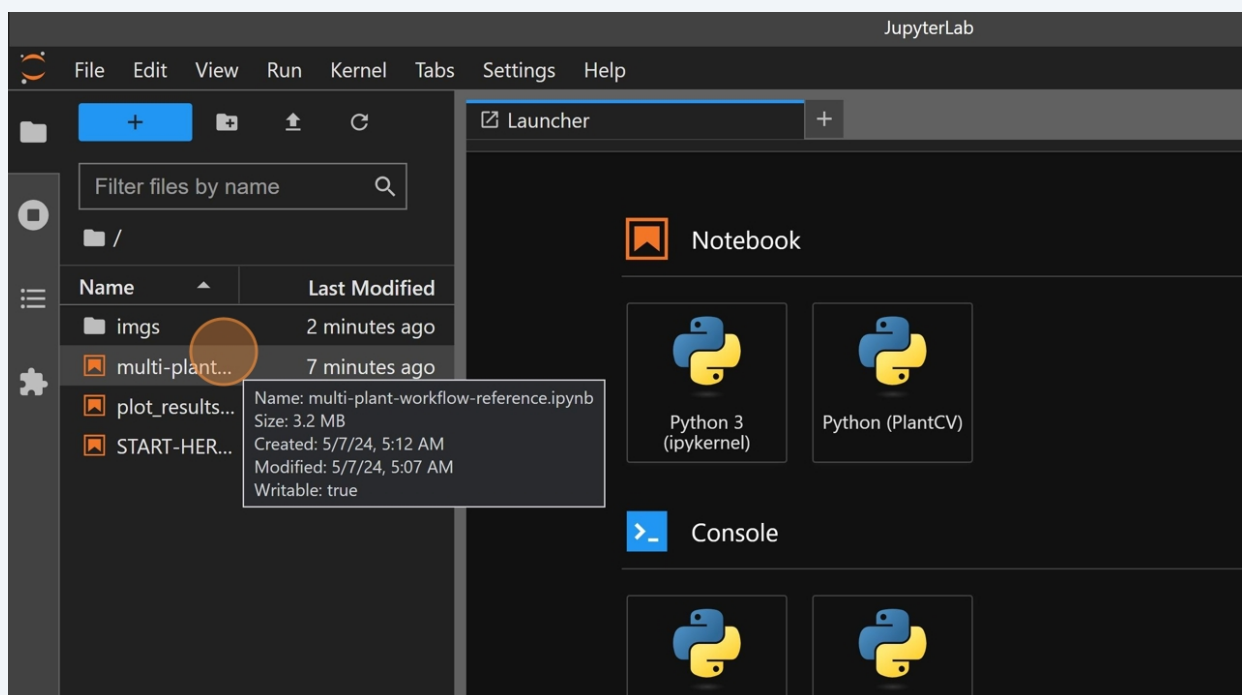 JupyterLab
File Edit View Run Kernel Tabs Settings Help
+
Launcher +
Filter files by name
/
Name Last Modified
imgs 2 minutes ago
multi-plant... 7 minutes ago
plot_results...
START-HER...
Name: multi-plant-workflow-reference.ipynb
Size: 3.2 MB
Created: 5/7/24, 5:12 AM
Modified: 5/7/24, 5:07 AM
Writable: true
Notebook
Python 3
(ipykernel)
Python (PlantCV)
Console